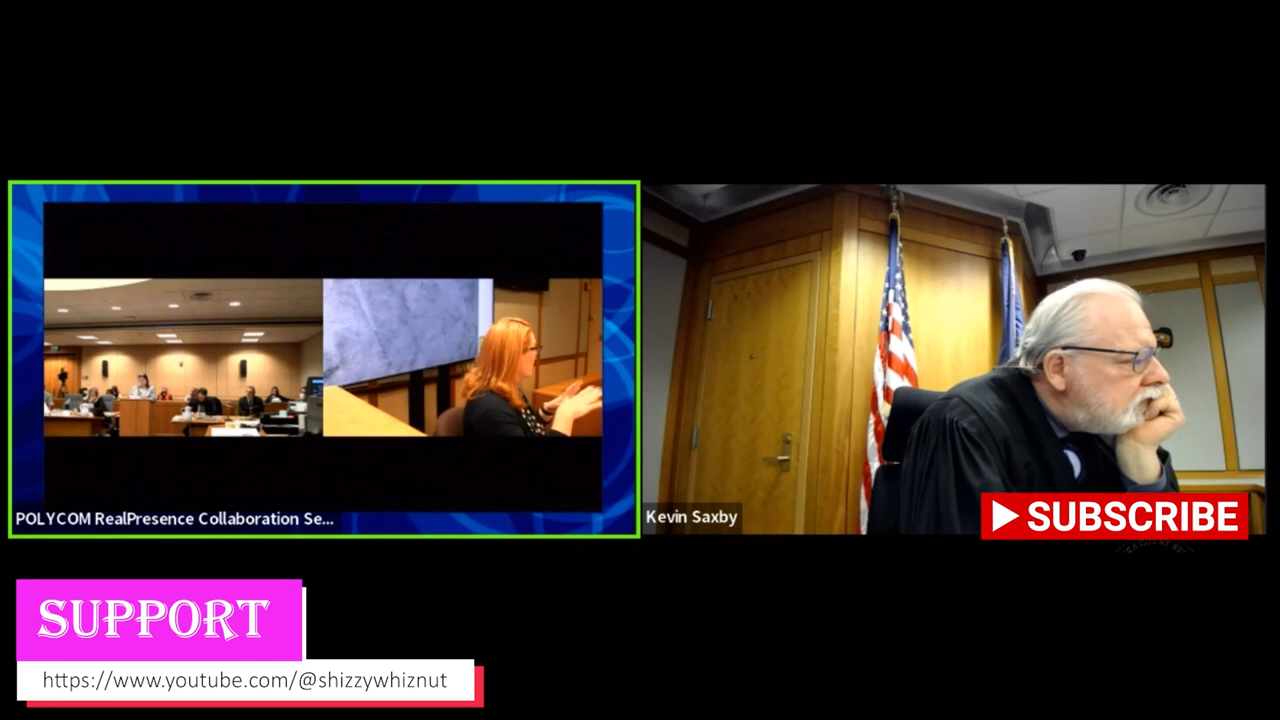 POLYCOM RealPresence Collaboration Se...
Kevin Saxby
SUBSCRIBE
SUPPORT
https://www.youtube.com/@shizzywhiznut